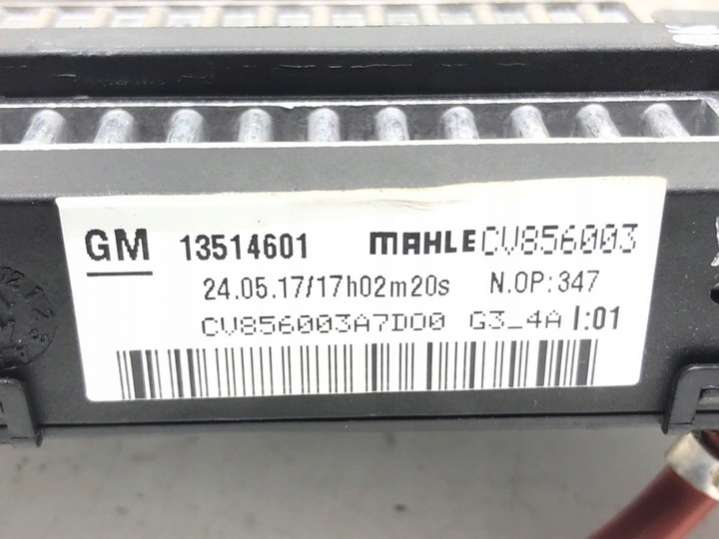 GM 13514601 MAHLE CV856003
24.05.17/17h02m20s N.OP:347
CV856003A7D00 G3_4A I:01